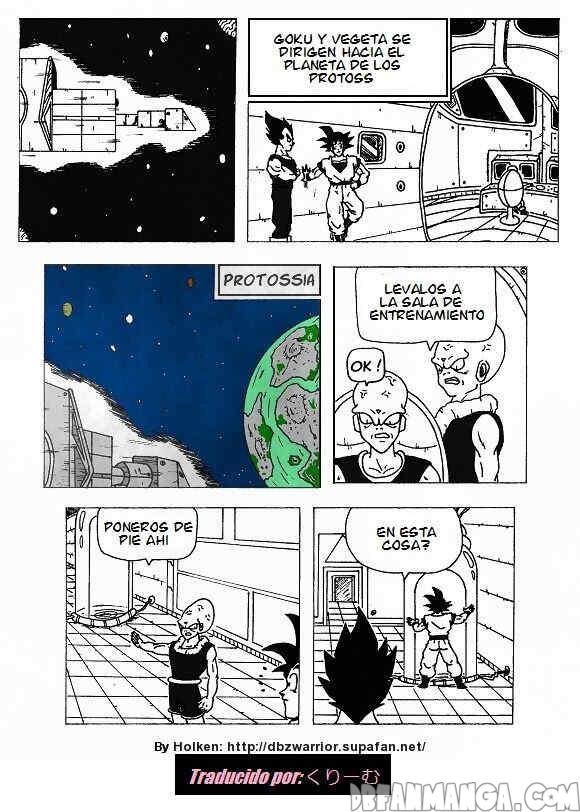 GOKU Y VEGETA SE
DIRIGEN HACIA EL
PLANETA DE LOS
PROTOSS
PROTOSSIA
LEVALOS A
LA SALA DE
ENTRENAMIENTO
OK !
PONEROS DE
PIE AHI
EN ESTA
COSA?
By Holken: http://dbzwarrior.supafan.net/
Traducido por:くりーむ
DBFANMANGA.COM